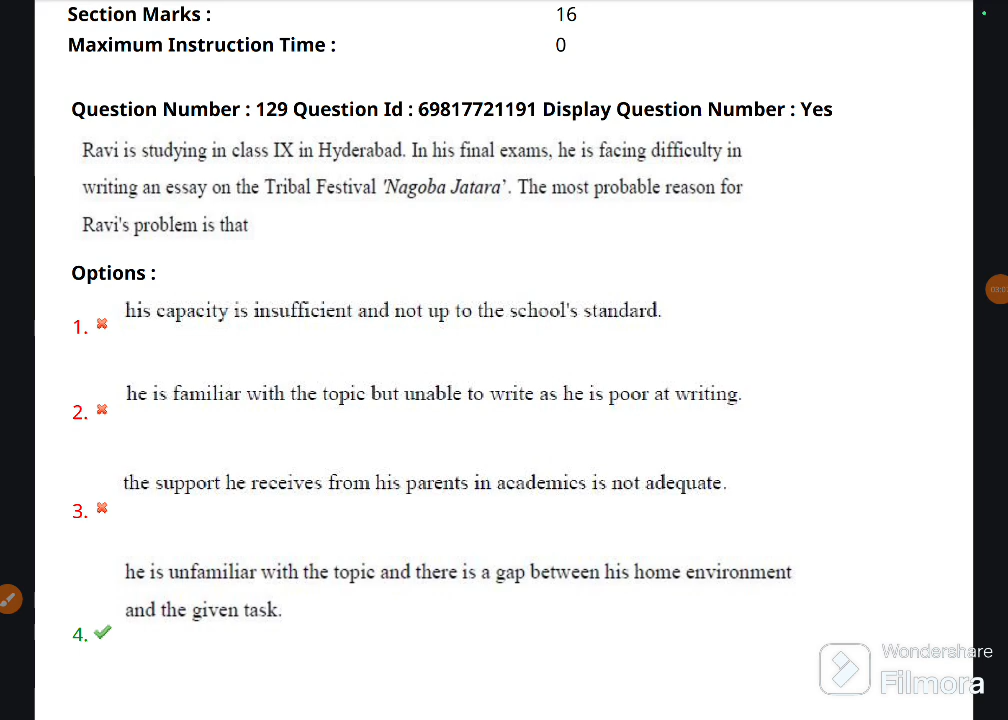 Section Marks : 16
Maximum Instruction Time : 0
Question Number : 129 Question Id : 69817721191 Display Question Number : Yes
Ravi is studying in class IX in Hyderabad. In his final exams, he is facing difficulty in
writing an essay on the Tribal Festival 'Nagoba Jatara'. The most probable reason for
Ravi's problem is that
Options :
his capacity is insufficient and not up to the school's standard.
1.
he is familiar with the topic but unable to write as he is poor at writing.
2.
the support he receives from his parents in academics is not adequate.
3.
he is unfamiliar with the topic and there is a gap between his home environment
and the given task.
4.
Wondershare
Filmora